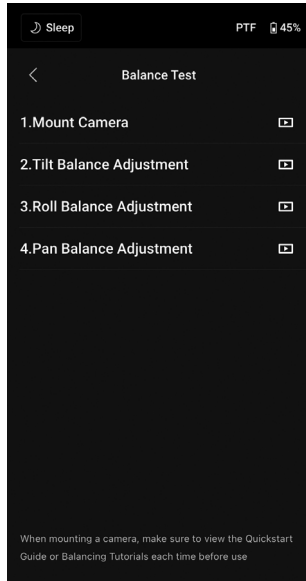 Sleep
PTF 45%
Balance Test
1.Mount Camera
2.Tilt Balance Adjustment
3.Roll Balance Adjustment
4.Pan Balance Adjustment
When mounting a camera, make sure to view the Quickstart
Guide or Balancing Tutorials each time before use